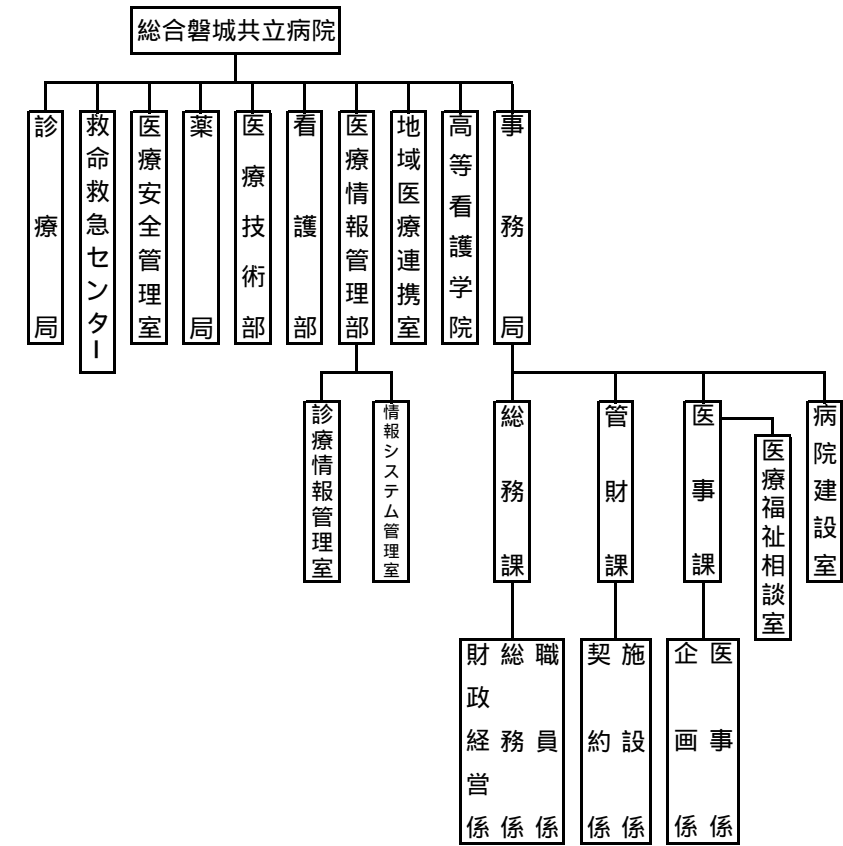 総合磐城共立病院
診療局
救命救急センター
医療安全管理室
薬局
医療技術部
看護部
医療情報管理部
地域医療連携室
高等看護学院
事務局
診療情報管理室
情報システム管理室
総務課
管財課
医事課
医療福祉相談室
病院建設室
職員係
総務係
財政経営係
施設係
契約係
医事係
企画係